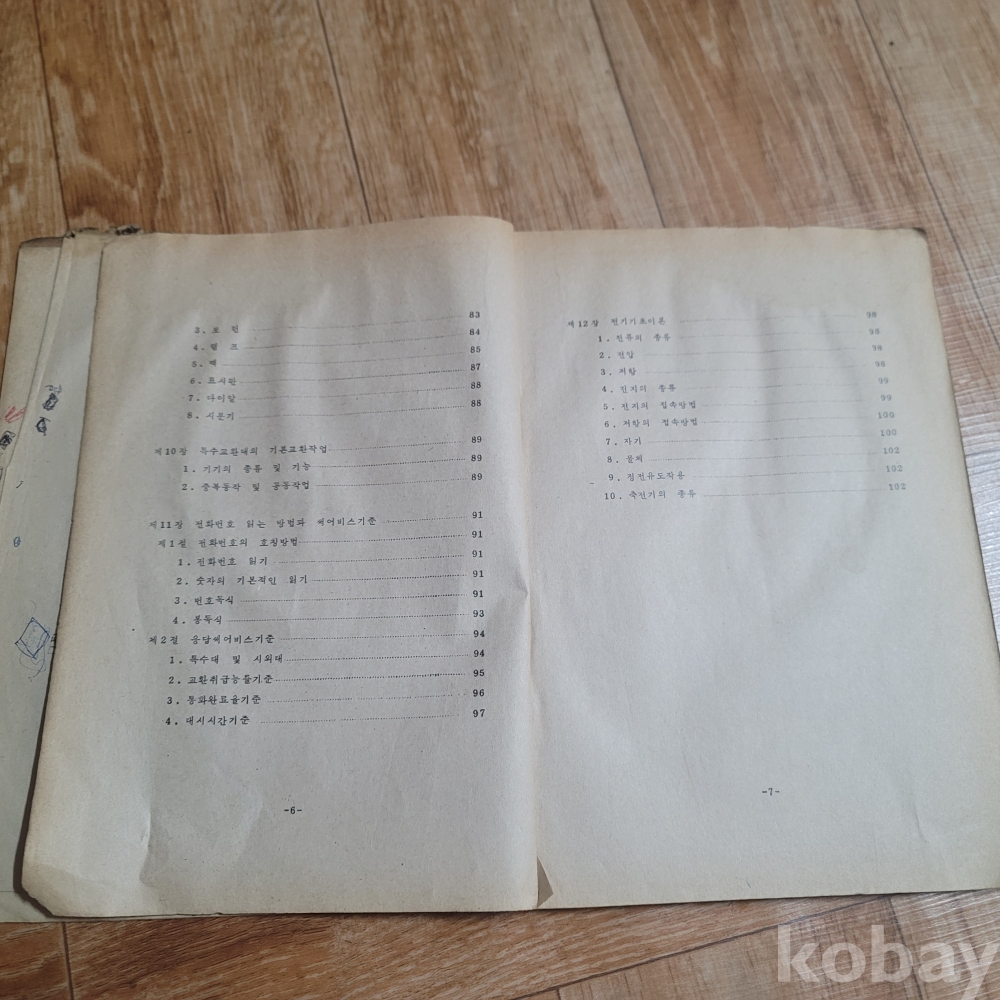 3. 코 드 83
4. 램 프 84
5. 잭 85
6. 표시판 87
7. 다이알 88
8. 시분기 88
제10장 특수교환대의 기본교환작업 89
1. 기기의 종류 및 기능 89
2. 중복동작 및 공동작업 89
제11장 전화번호 읽는 방법과 써어비스기준 91
제1절 전화번호의 호칭방법 91
1. 전화번호 읽기 91
2. 숫자의 기본적인 읽기 91
3. 번호독식 91
4. 봉독식 93
제2절 응답써어비스기준 94
1. 특수대 및 시외대 94
2. 교환취급능률기준 95
3. 통화완료율기준 96
4. 대시시간기준 97
-6-
제12장 전기기초이론 98
1. 전류의 종류 98
2. 전압 98
3. 저항 98
4. 전지의 종류 99
5. 전지의 접속방법 99
6. 저항의 접속방법 100
7. 자기 100
8. 물체 102
9. 정전유도작용 102
10. 축전기의 종류 102
-7-
kobay